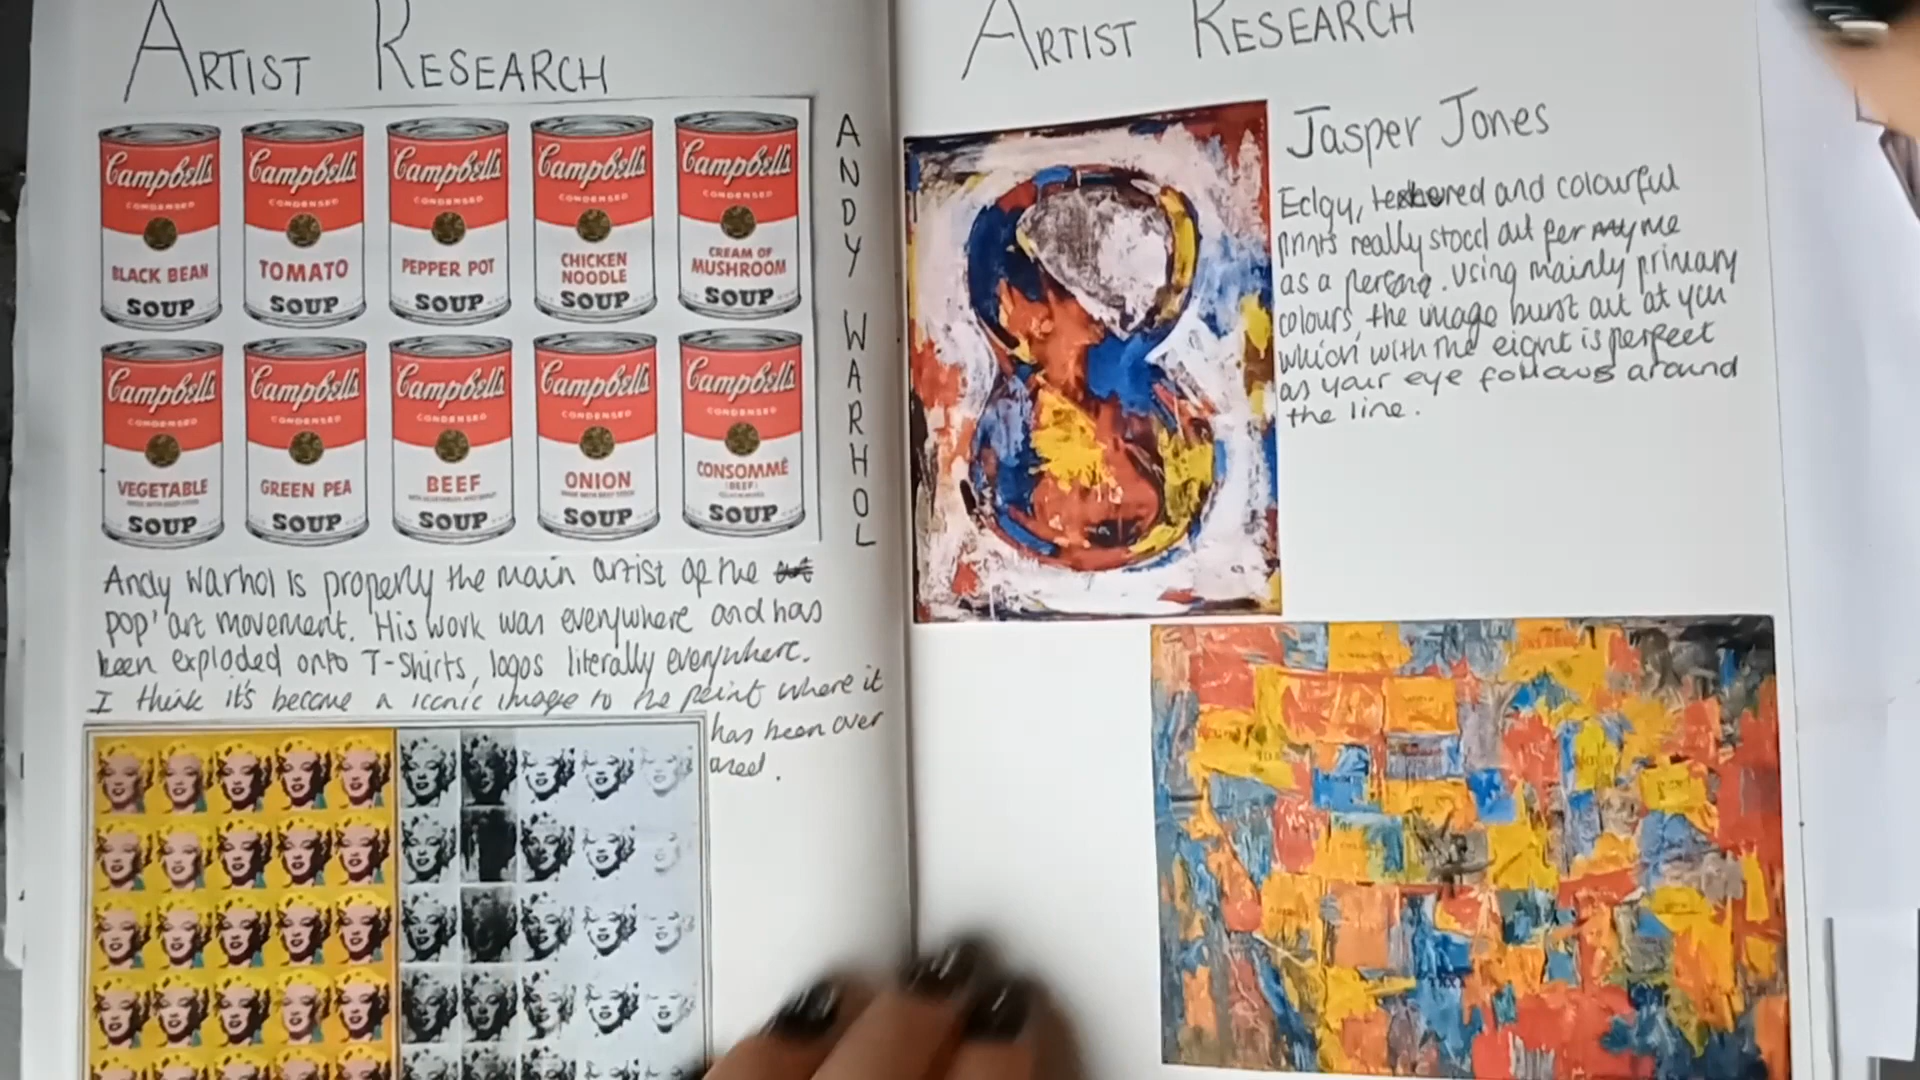 ARTIST RESEARCH
Campbell's Campbell's Campbell's Campbell's Campbell's
CONDENSED CONDENSED CONDENSED CONDENSED CONDENSED
BLACK BEAN TOMATO PEPPER POT CHICKEN NOODLE CREAM OF MUSHROOM
SOUP SOUP SOUP SOUP SOUP
Campbell's Campbell's Campbell's Campbell's Campbell's
CONDENSED CONDENSED CONDENSED CONDENSED CONDENSED
VEGETABLE GREEN PEA BEEF ONION CONSOMMÉ
(BEEF)
SOUP SOUP SOUP SOUP SOUP
ANDY WARHOL
Andy Warhol is properly the main artist of the
pop' art movement. His work was everywhere and has
been exploded onto T-Shirts, logos literally everywhere.
I think it's become a iconic image to the point where it
has been over
used.
ARTIST RESEARCH
Jasper Jones
Edgy, textured and colourful
prints really stood out for me
as a person. Using mainly primary
colours, the image burst out at you
which with the eight is perfect
as your eye follows around
the line.